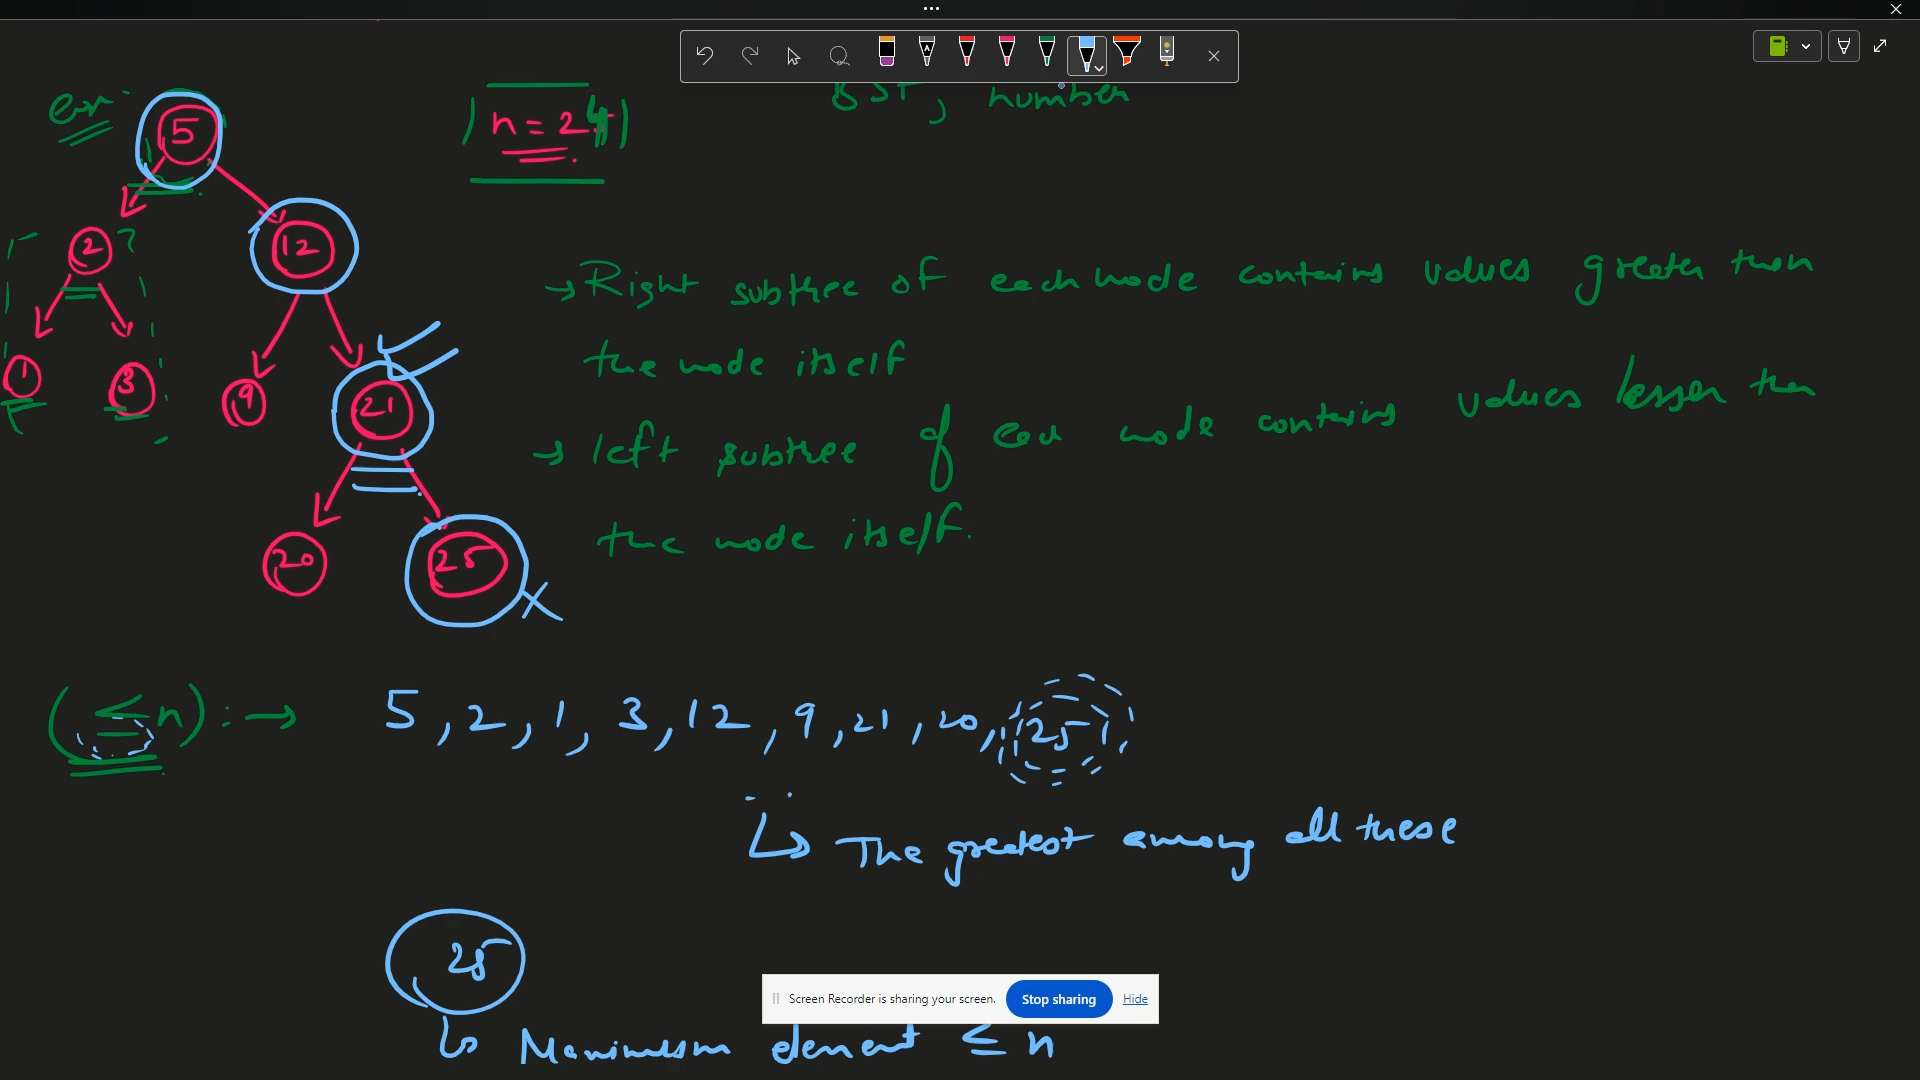 BST, number
ex:
n = 24
5
2
12
1
3
9
21
20
25
→ Right subtree of each node contains values greater than
the node itself
→ left subtree of each node contains values lesser than
the node itself.
(≤n) :→ 5, 2, 1, 3, 12, 9, 21, 20, 25
↳ The greatest among all these
25
Screen Recorder is sharing your screen. Stop sharing Hide
↳ Maximum element ≤ n